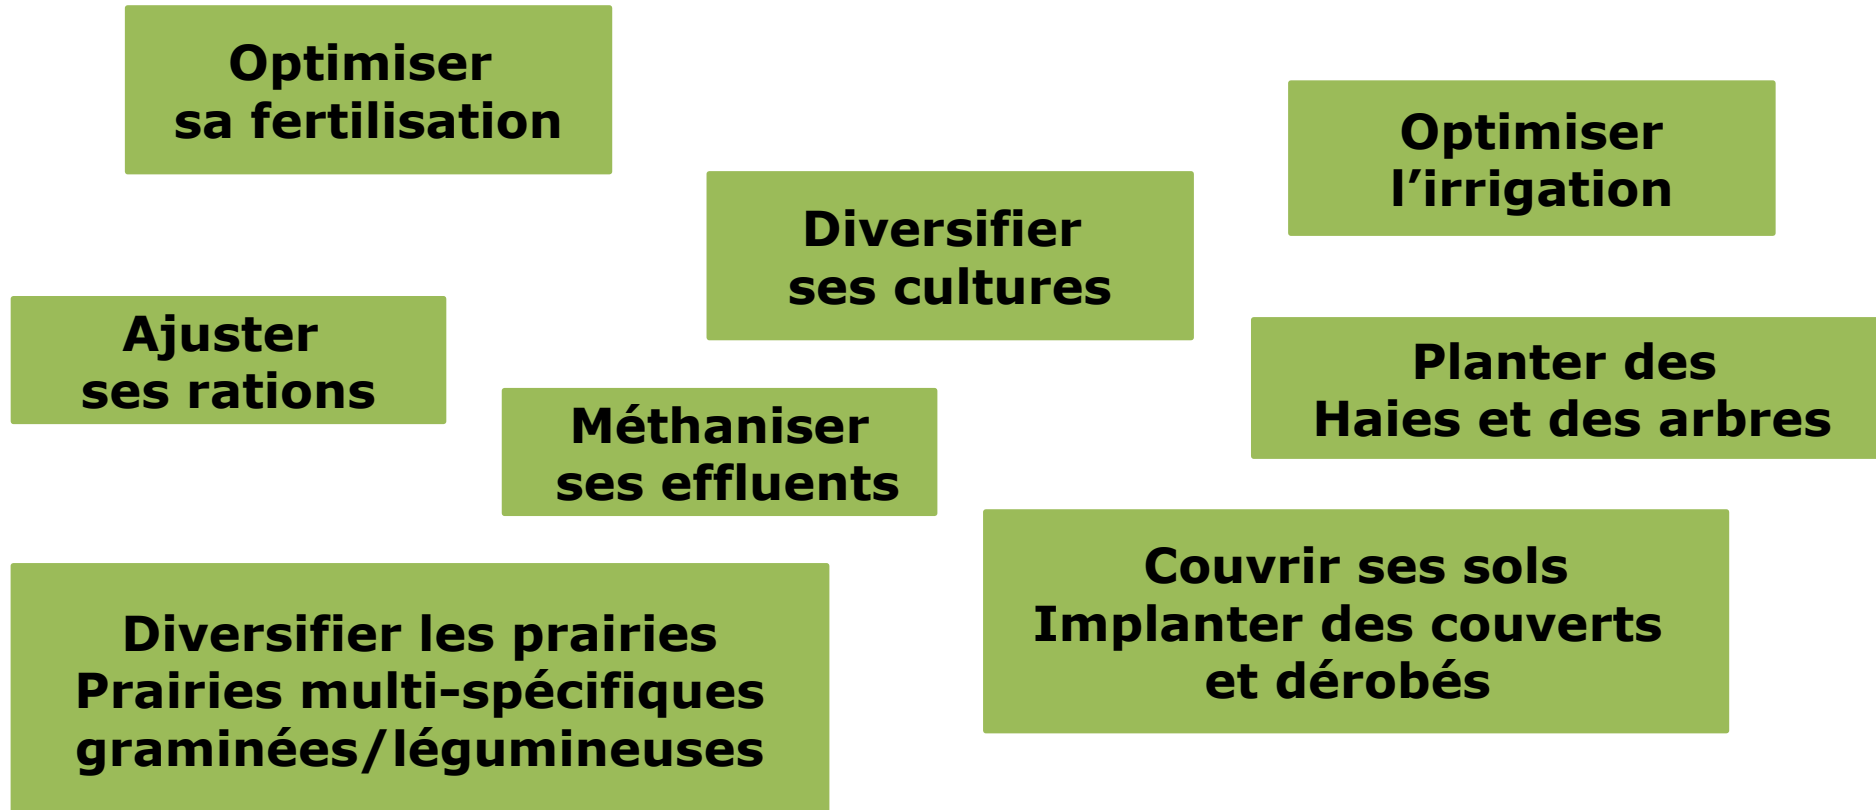 Optimiser
sa fertilisation
Optimiser
l’irrigation
Diversifier
ses cultures
Ajuster
ses rations
Planter des
Haies et des arbres
Méthaniser
ses effluents
Couvrir ses sols
Implanter des couverts
et dérobés
Diversifier les prairies
Prairies multi-spécifiques
graminées/légumineuses